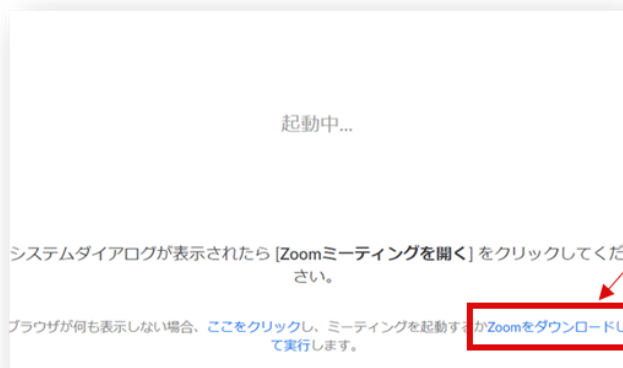 起動中...
システムダイアログが表示されたら [Zoomミーティングを開く] をクリックしてくだ
さい。
ブラウザが何も表示しない場合、ここをクリックし、ミーティングを起動するかZoomをダウンロードし
て実行します。